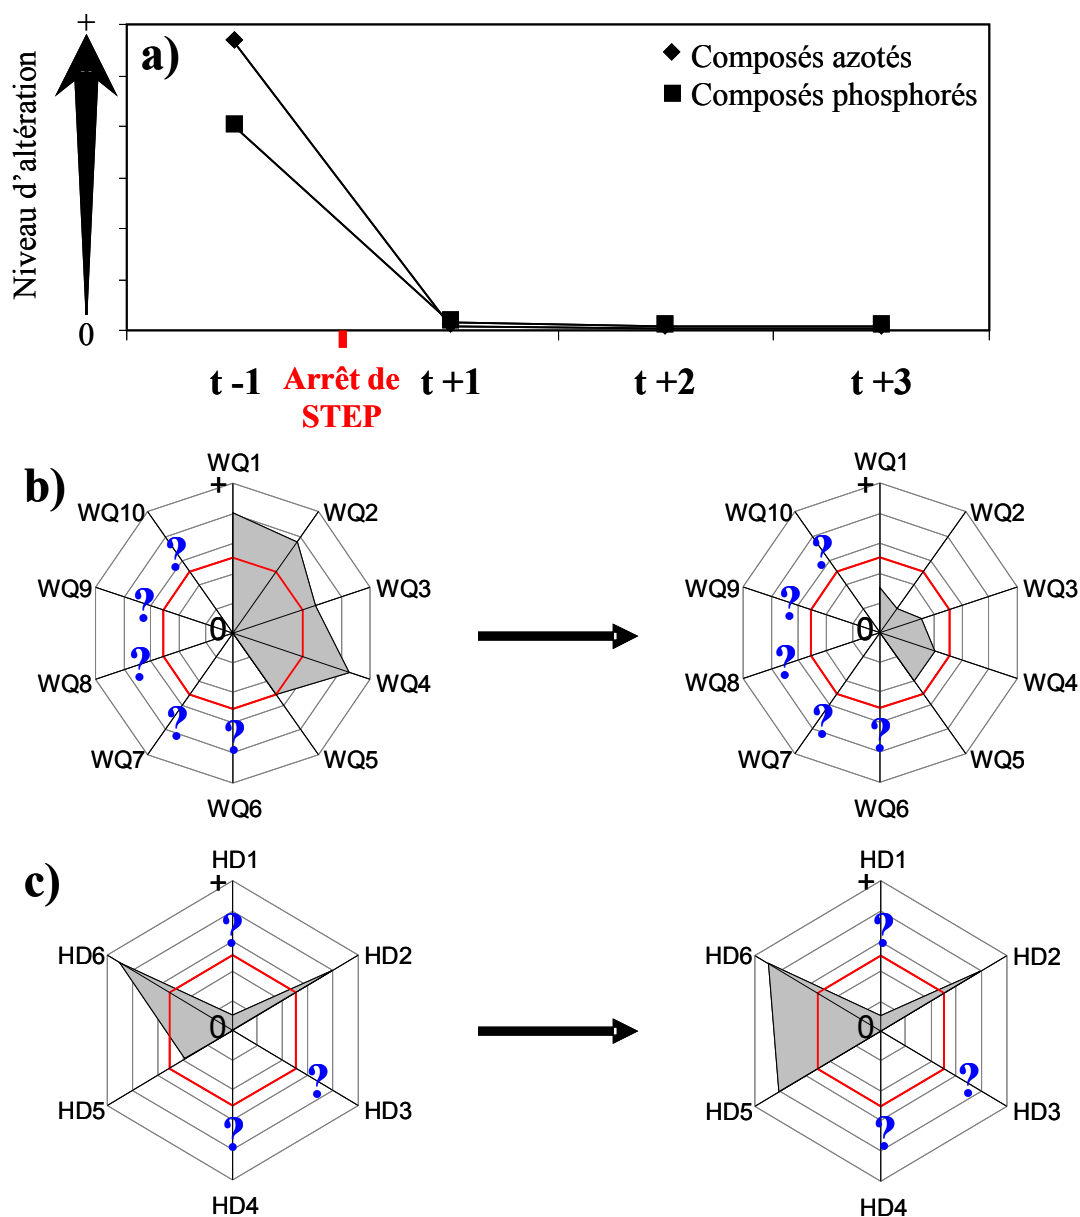 +
a)
Composés azotés
Composés phosphorés
Niveau d'altération
0
t -1
Arrêt de
STEP
t +1
t +2
t +3
b)
WQ1
+
WQ2
WQ3
WQ4
WQ5
WQ6
WQ7
WQ8
WQ9
WQ10
0
?
?
?
?
?
WQ1
+
WQ2
WQ3
WQ4
WQ5
WQ6
WQ7
WQ8
WQ9
WQ10
0
?
?
?
?
?
c)
HD1
+
HD2
HD3
HD4
HD5
HD6
0
?
?
?
HD1
+
HD2
HD3
HD4
HD5
HD6
0
?
?
?